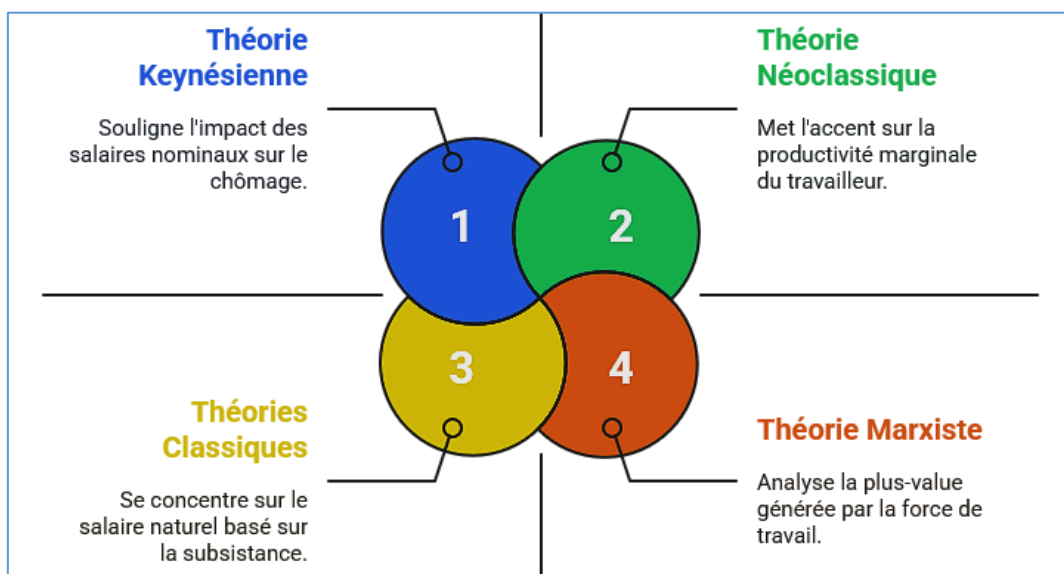 Théorie
Keynésienne
Souligne l'impact des
salaires nominaux sur le
chômage.
Théorie
Néoclassique
Met l'accent sur la
productivité marginale
du travailleur.
1
2
3
4
Théories
Classiques
Se concentre sur le
salaire naturel basé sur
la subsistance.
Théorie Marxiste
Analyse la plus-value
générée par la force de
travail.